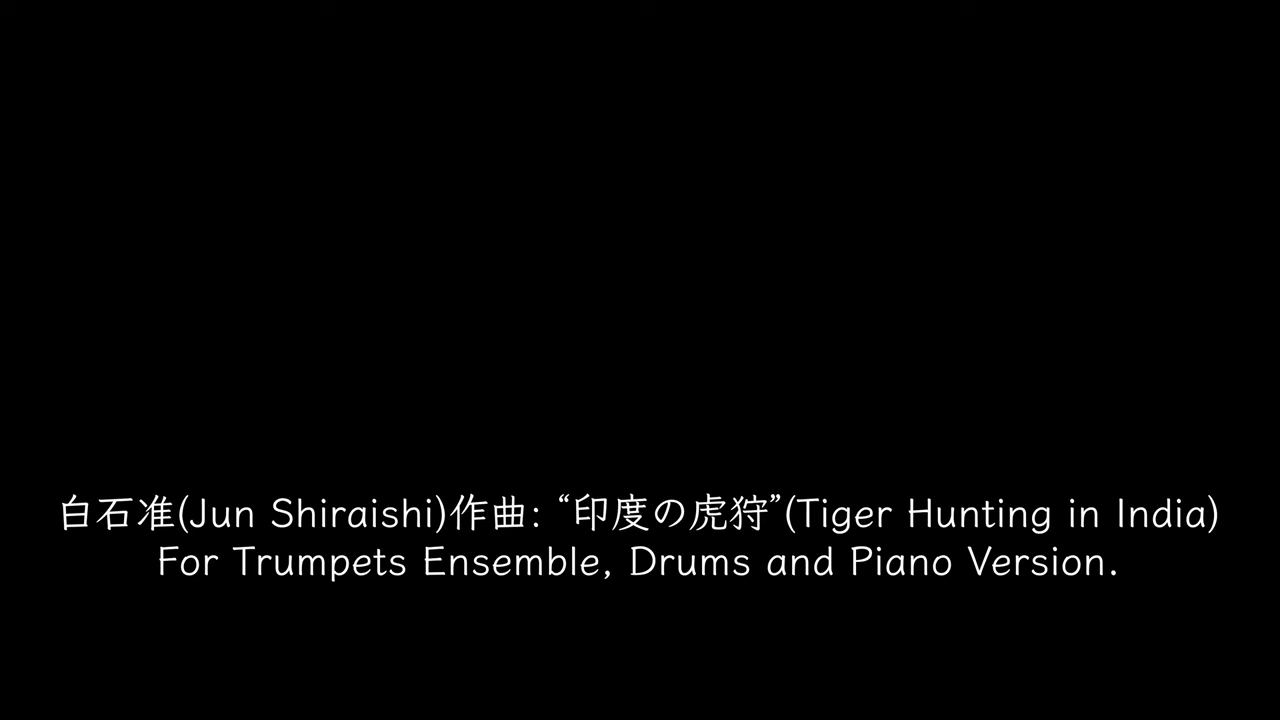 白石准(Jun Shiraishi)作曲: “印度の虎狩”(Tiger Hunting in India)
For Trumpets Ensemble, Drums and Piano Version.